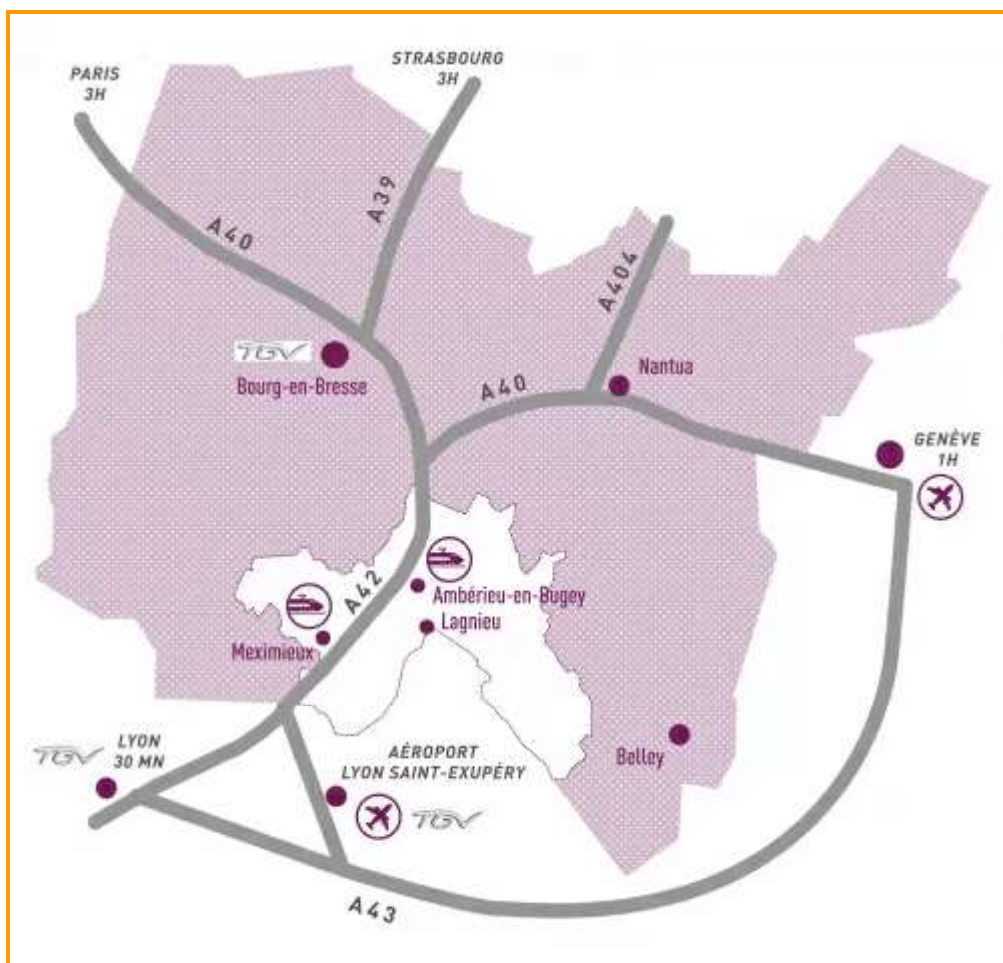 STRASBOURG
3H
PARIS
3H
A39
A40
A404
TGV
Bourg-en-Bresse
Nantua
A40
GENÈVE
1H
A42
Ambérieu-en-Bugey
Lagnieu
Meximieux
TGV
LYON
30 MN
AÉROPORT
LYON SAINT-EXUPÉRY
TGV
Belley
A43